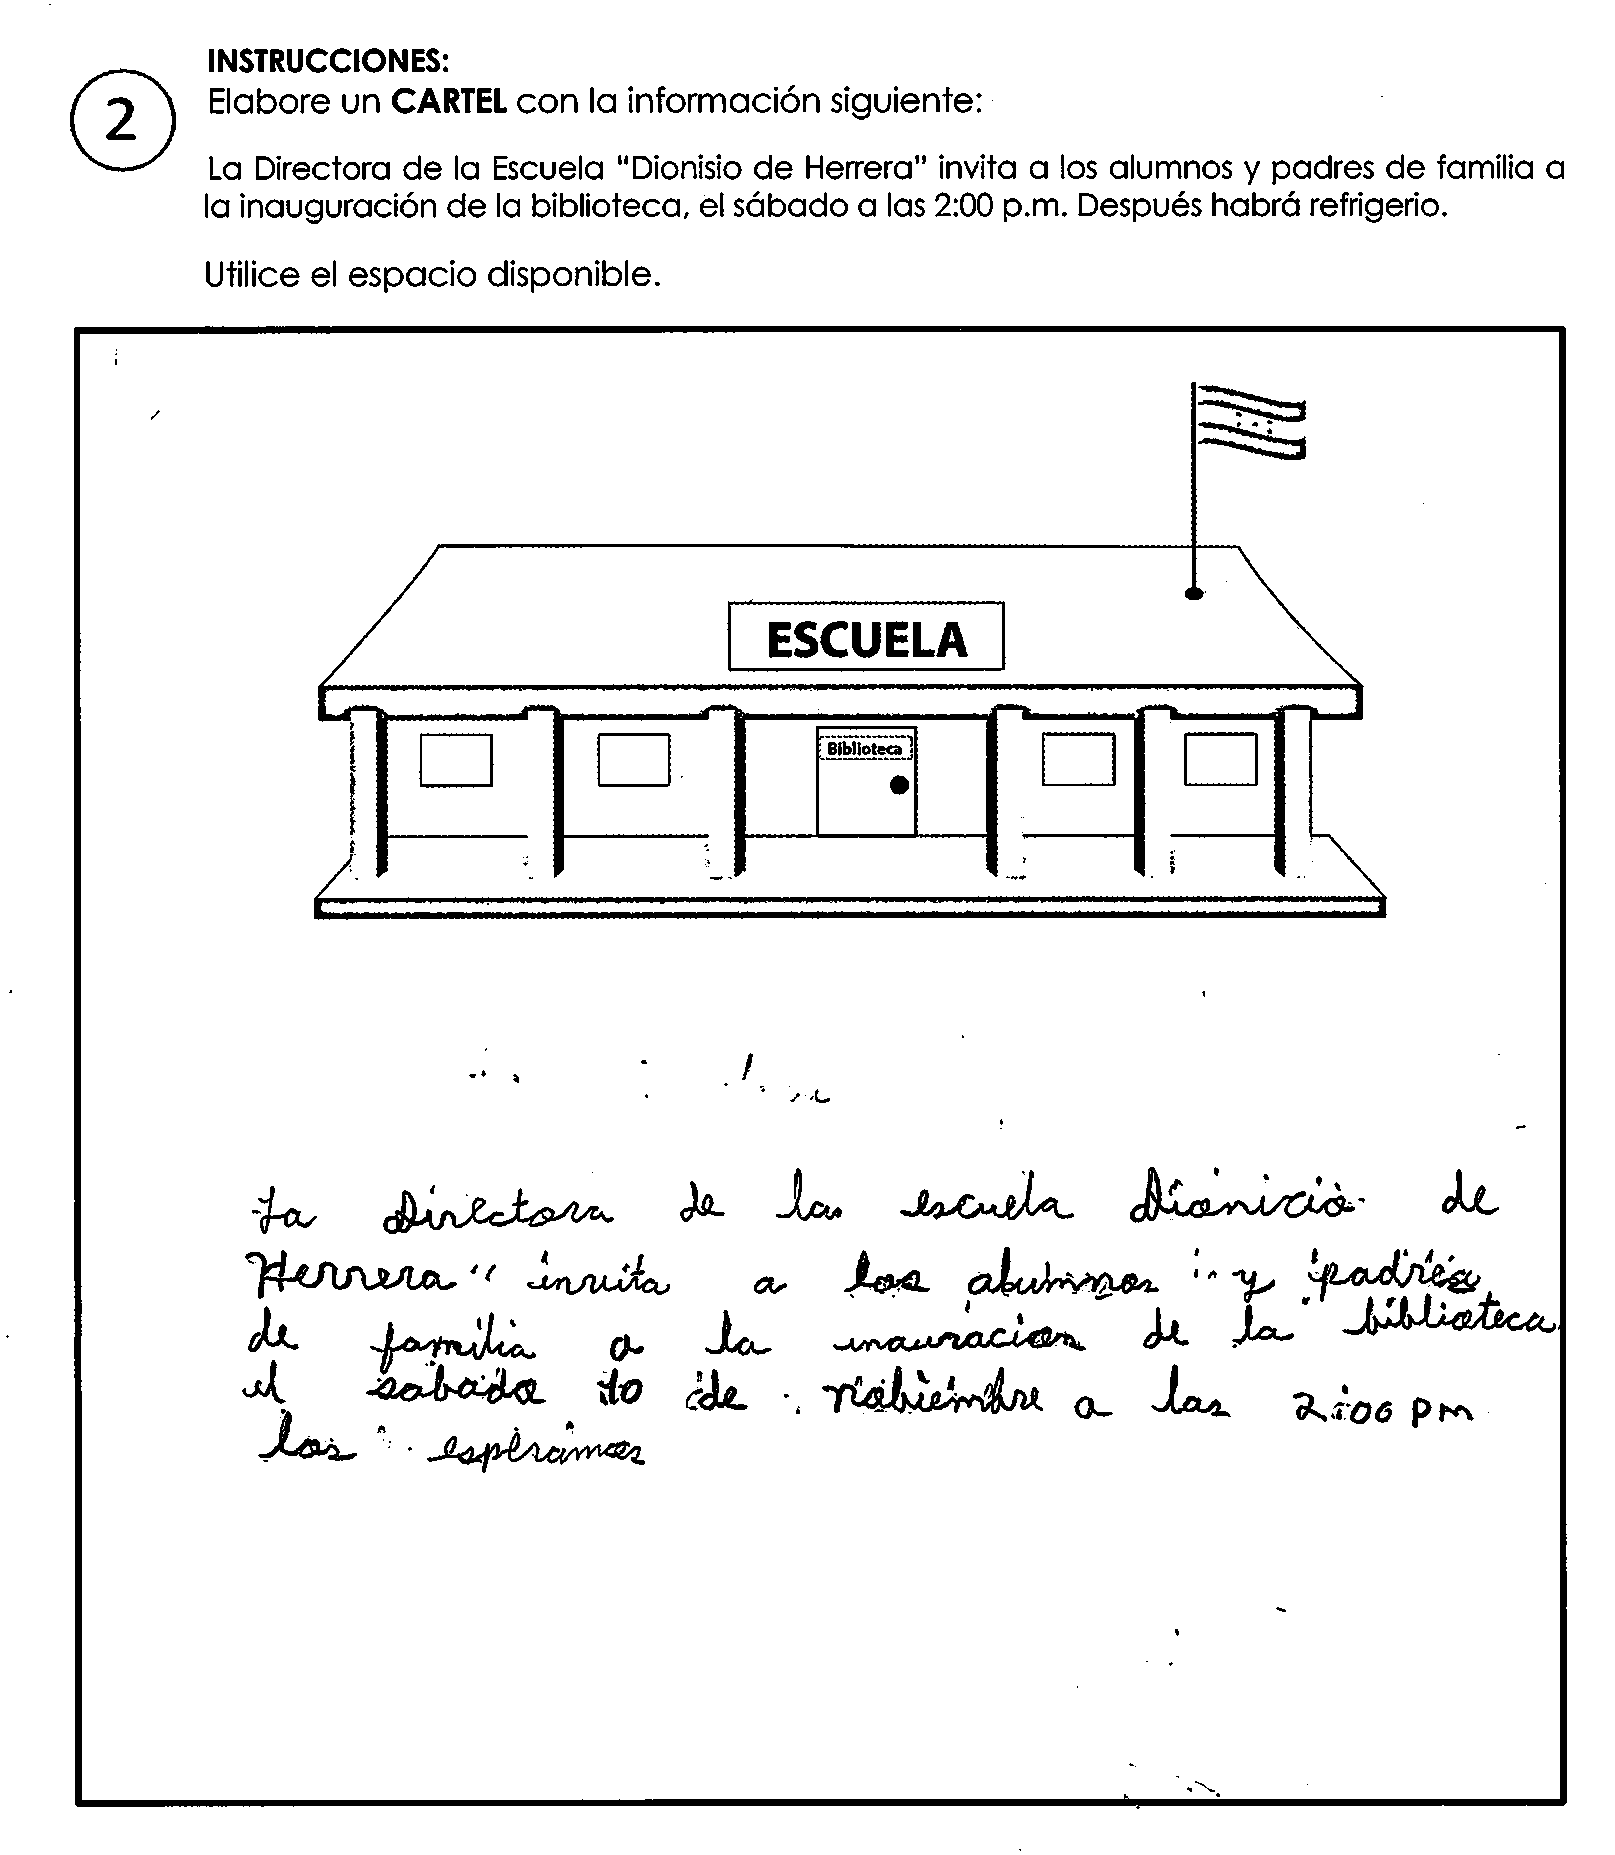 INSTRUCCIONES:
2
Elabore un CARTEL con la información siguiente:
La Directora de la Escuela "Dionisio de Herrera" invita a los alumnos y padres de familia a
la inauguración de la biblioteca, el sábado a las 2:00 p.m. Después habrá refrigerio.
Utilice el espacio disponible.
ESCUELA
Biblioteca
La Directora de la escuela Dionicio de
Herrera" invita a los alumnos y padres
de familia a la inauracion de la biblioteca
el sabado 10 de nobiembre a las 2:00 pm
los esperamos